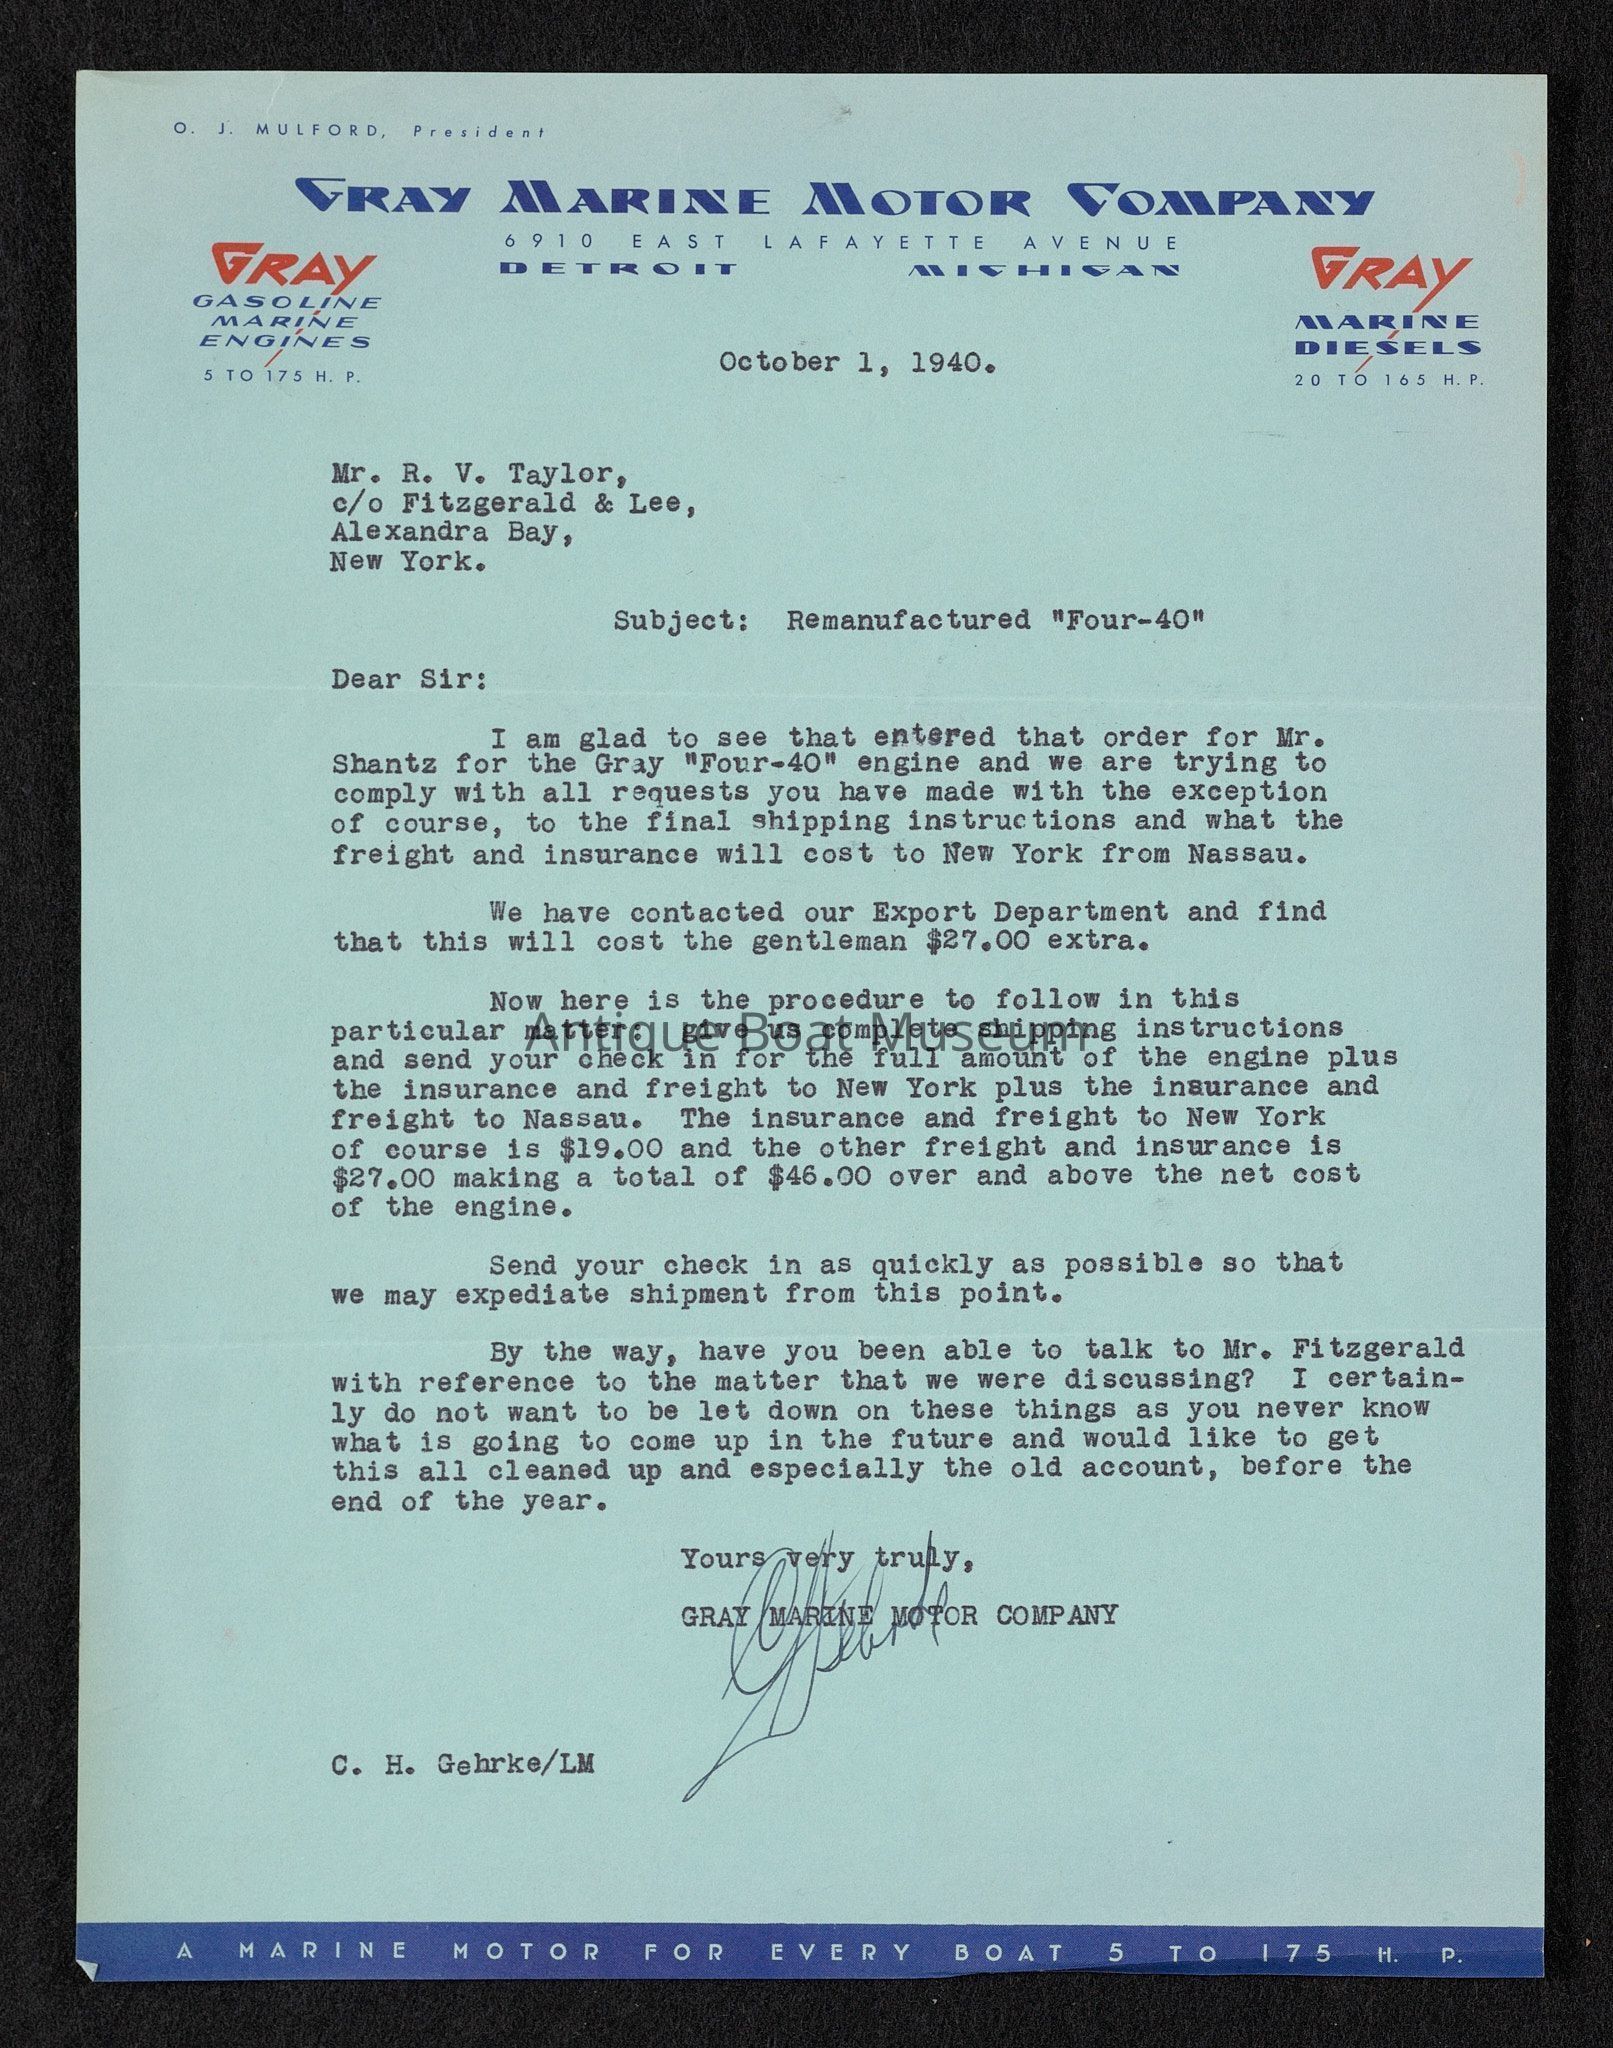 O. J. MULFORD, President
GRAY MARINE MOTOR COMPANY
6910 EAST LAFAYETTE AVENUE
DETROIT MICHIGAN
GRAY
GASOLINE
MARINE
ENGINES
5 TO 175 H. P.
GRAY
MARINE
DIESELS
20 TO 165 H. P.
October 1, 1940.
Mr. R. V. Taylor,
c/o Fitzgerald & Lee,
Alexandra Bay,
New York.
Subject: Remanufactured "Four-40"
Dear Sir:
I am glad to see that entered that order for Mr.
Shantz for the Gray "Four-40" engine and we are trying to
comply with all requests you have made with the exception
of course, to the final shipping instructions and what the
freight and insurance will cost to New York from Nassau.
We have contacted our Export Department and find
that this will cost the gentleman $27.00 extra.
Now here is the procedure to follow in this
particular matter: give us complete shipping instructions
Antique Boat Museum
and send your check in for the full amount of the engine plus
the insurance and freight to New York plus the insurance and
freight to Nassau. The insurance and freight to New York
of course is $19.00 and the other freight and insurance is
$27.00 making a total of $46.00 over and above the net cost
of the engine.
Send your check in as quickly as possible so that
we may expediate shipment from this point.
By the way, have you been able to talk to Mr. Fitzgerald
with reference to the matter that we were discussing? I certain-
ly do not want to be let down on these things as you never know
what is going to come up in the future and would like to get
this all cleaned up and especially the old account, before the
end of the year.
Yours very truly,
GRAY MARINE MOTOR COMPANY
CHGehrke
C. H. Gehrke/LM
A MARINE MOTOR FOR EVERY BOAT 5 TO 175 H. P.